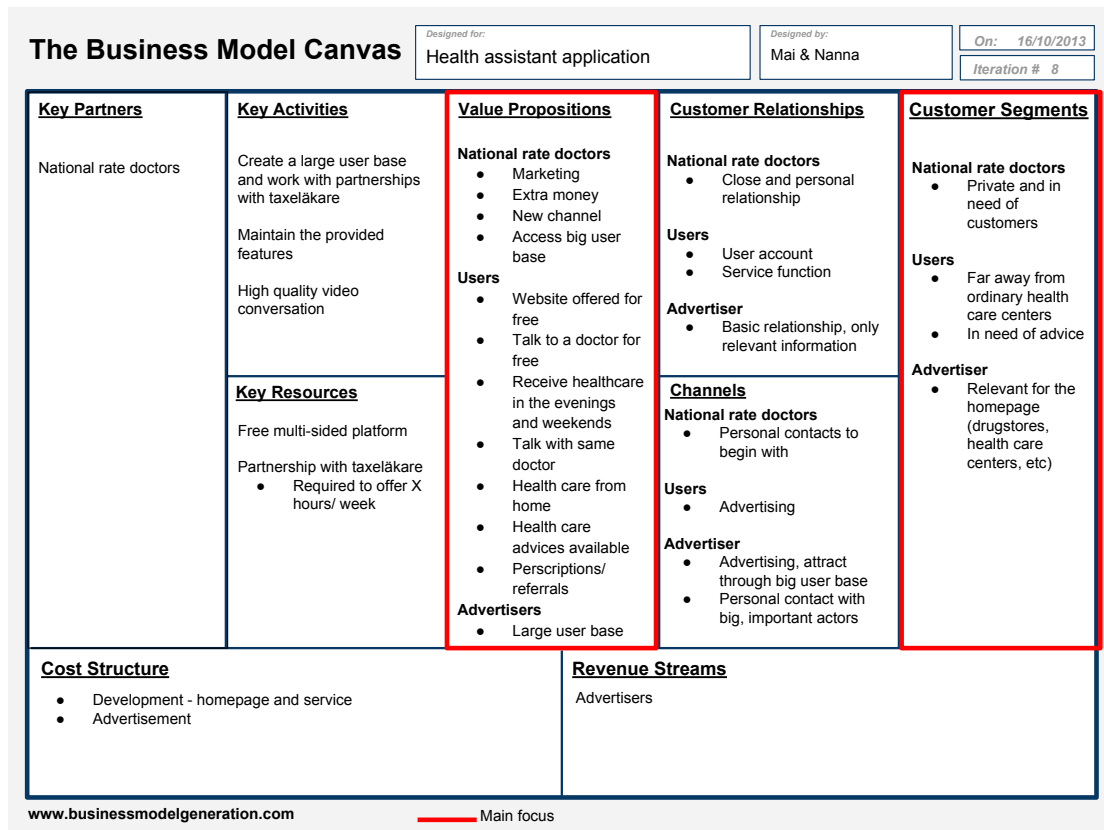 The Business Model Canvas
Designed for:
Health assistant application
Designed by:
Mai & Nanna
On: 16/10/2013
Iteration # 8
Key Partners
National rate doctors
Key Activities
Create a large user base
and work with partnerships
with taxeläkare
Maintain the provided
features
High quality video
conversation
Key Resources
Free multi-sided platform
Partnership with taxeläkare
● Required to offer X
hours/ week
Value Propositions
National rate doctors
● Marketing
● Extra money
● New channel
● Access big user
base
Users
● Website offered for
free
● Talk to a doctor for
free
● Receive healthcare
in the evenings
and weekends
● Talk with same
doctor
● Health care from
home
● Health care
advices available
● Perscriptions/
referrals
Advertisers
● Large user base
Customer Relationships
National rate doctors
● Close and personal
relationship
Users
● User account
● Service function
Advertiser
● Basic relationship, only
relevant information
Channels
National rate doctors
● Personal contacts to
begin with
Users
● Advertising
Advertiser
● Advertising, attract
through big user base
● Personal contact with
big, important actors
Customer Segments
National rate doctors
● Private and in
need of
customers
Users
● Far away from
ordinary health
care centers
● In need of advice
Advertiser
● Relevant for the
homepage
(drugstores,
health care
centers, etc)
Cost Structure
● Development - homepage and service
● Advertisement
Revenue Streams
Advertisers
www.businessmodelgeneration.com
Main focus